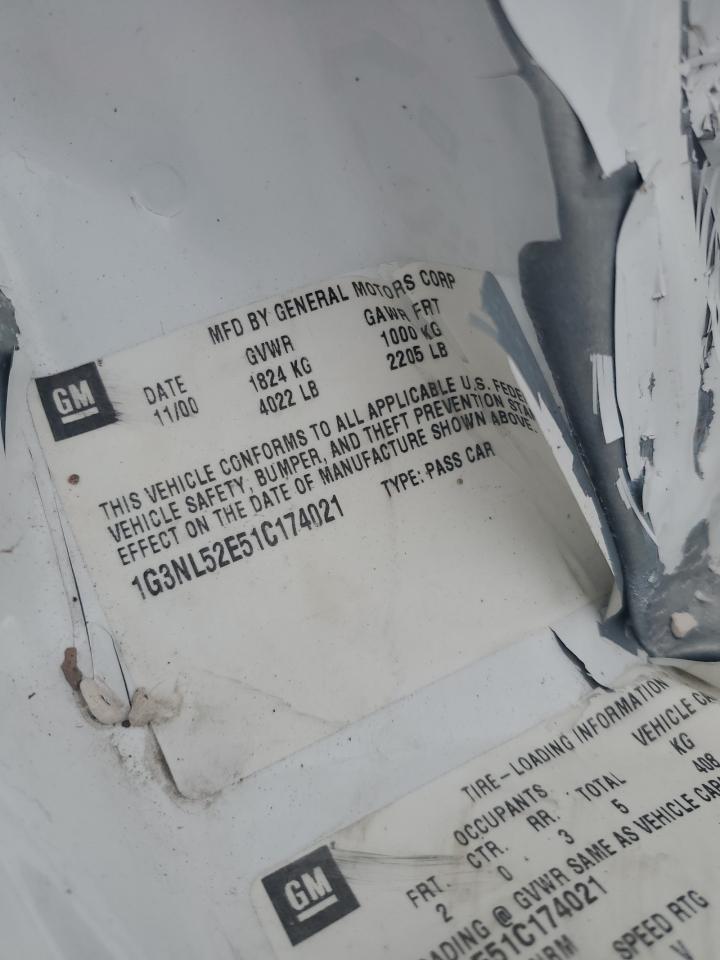 MFD BY GENERAL MOTORS CORP
DATE GVWR GAWR FRT
11/00 1824 KG 1000 KG
4022 LB 2205 LB
GM
THIS VEHICLE CONFORMS TO ALL APPLICABLE U.S. FEDE
VEHICLE SAFETY, BUMPER, AND THEFT PREVENTION STA
EFFECT ON THE DATE OF MANUFACTURE SHOWN ABOVE.
1G3NL52E51C174021 TYPE: PASS CAR
TIRE-LOADING INFORMATION
OCCUPANTS VEHICLE CA
FRT. CTR. RR. TOTAL KG
2 0 3 5 408
GM
OADING @ GVWR SAME AS VEHICLE CAP
E51C174021
SPEED RTG
V